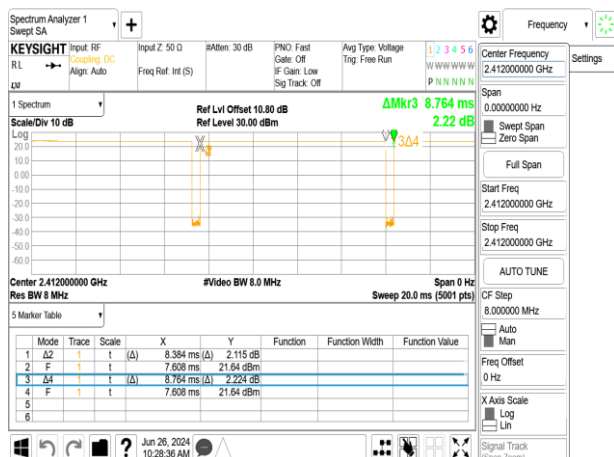 Spectrum Analyzer 1
Swept SA
+
Frequency
KEYSIGHT
RL
Input: RF
Coupling: DC
Align: Auto
Input Z: 50 Ω
Freq Ref: Int (S)
#Atten: 30 dB
PNO: Fast
Gate: Off
IF Gain: Low
Sig Track: Off
Avg Type: Voltage
Trig: Free Run
1 2 3 4 5 6
W W W W W W
P N N N N N
LXI
Center Frequency
2.412000000 GHz
Settings
Span
0.00000000 Hz
Swept Span
Zero Span
Full Span
Start Freq
2.412000000 GHz
Stop Freq
2.412000000 GHz
AUTO TUNE
CF Step
8.000000 MHz
Auto
Man
Freq Offset
0 Hz
X Axis Scale
Log
Lin
Signal Track
(Span Zoom)
1 Spectrum
Scale/Div 10 dB
Ref Lvl Offset 10.80 dB
Ref Level 30.00 dBm
ΔMkr3 8.764 ms
2.22 dB
Log
20.0
10.0
0.00
-10.0
-20.0
-30.0
-40.0
-50.0
-60.0
3Δ4
Center 2.412000000 GHz
Res BW 8 MHz
#Video BW 8.0 MHz
Span 0 Hz
Sweep 20.0 ms (5001 pts)
5 Marker Table
Mode Trace Scale X Y Function Function Width Function Value
1 Δ2 1 t (Δ) 8.384 ms (Δ) 2.115 dB
2 F 1 t 7.608 ms 21.64 dBm
3 Δ4 1 t (Δ) 8.764 ms (Δ) 2.224 dB
4 F 1 t 7.608 ms 21.64 dBm
5
6
?
Jun 26, 2024
10:28:36 AM